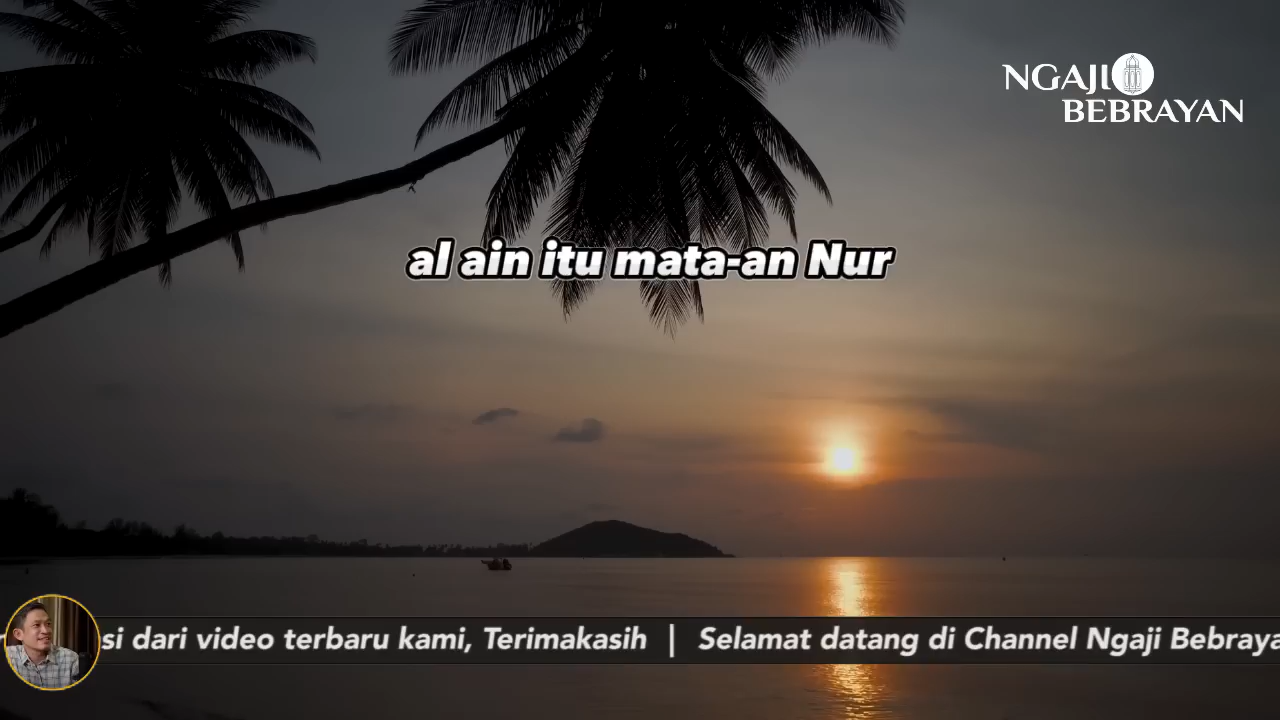 NGAJI
BEBRAYAN
al ain itu mata-an Nur
si dari video terbaru kami, Terimakasih | Selamat datang di Channel Ngaji Bebraya